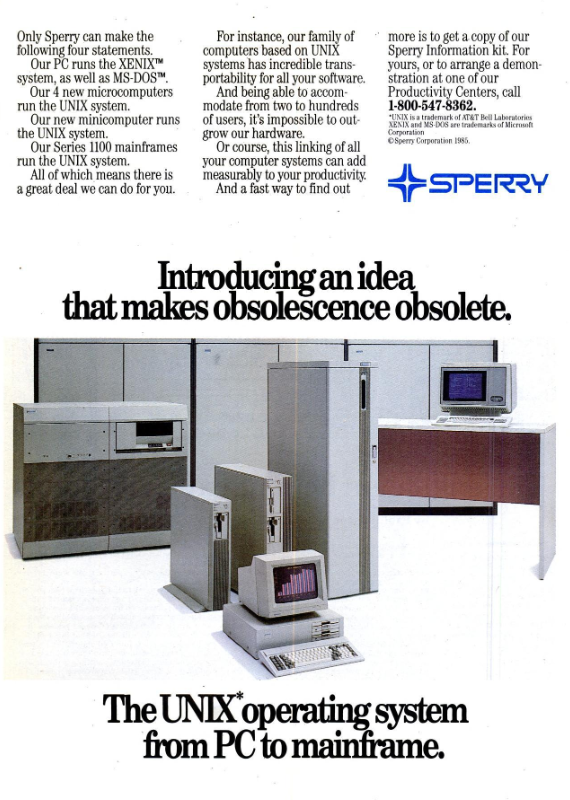 Only Sperry can make the
following four statements.
Our PC runs the XENIX™
system, as well as MS-DOS™.
Our 4 new microcomputers
run the UNIX system.
Our new minicomputer runs
the UNIX system.
Our Series 1100 mainframes
run the UNIX system.
All of which means there is
a great deal we can do for you.
For instance, our family of
computers based on UNIX
systems has incredible trans-
portability for all your software.
And being able to accom-
modate from two to hundreds
of users, it's impossible to out-
grow our hardware.
Or course, this linking of all
your computer systems can add
measurably to your productivity.
And a fast way to find out
more is to get a copy of our
Sperry Information kit. For
yours, or to arrange a demon-
stration at one of our
Productivity Centers, call
1-800-547-8362.
*UNIX is a trademark of AT&T Bell Laboratories
XENIX and MS-DOS are trademarks of Microsoft
Corporation
©Sperry Corporation 1985.
SPERRY
Introducing an idea
that makes obsolescence obsolete.
The UNIX* operating system
from PC to mainframe.